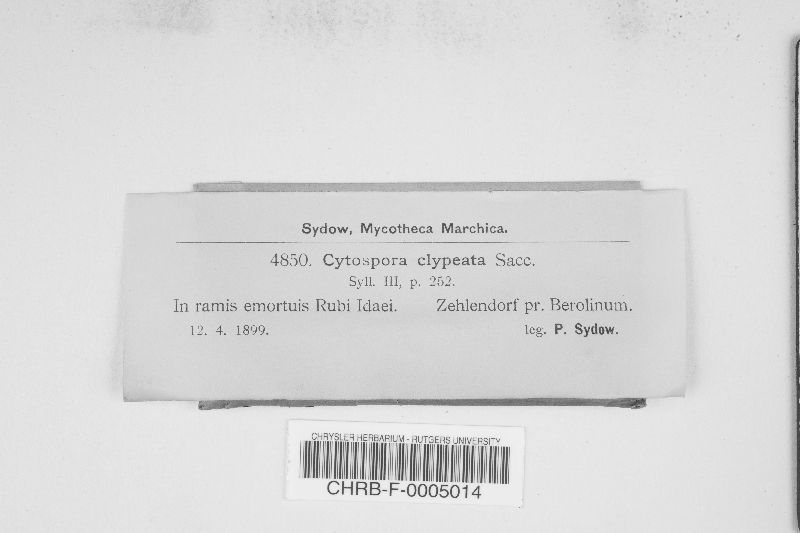 Sydow, Mycotheca Marchica.
4850. Cytospora clypeata Sacc.
Syll. III, p. 252.
In ramis emortuis Rubi Idaei. Zehlendorf pr. Berolinum.
12. 4. 1899. leg. P. Sydow.
CHRYSLER HERBARIUM - RUTGERS UNIVERSITY
CHRB-F-0005014